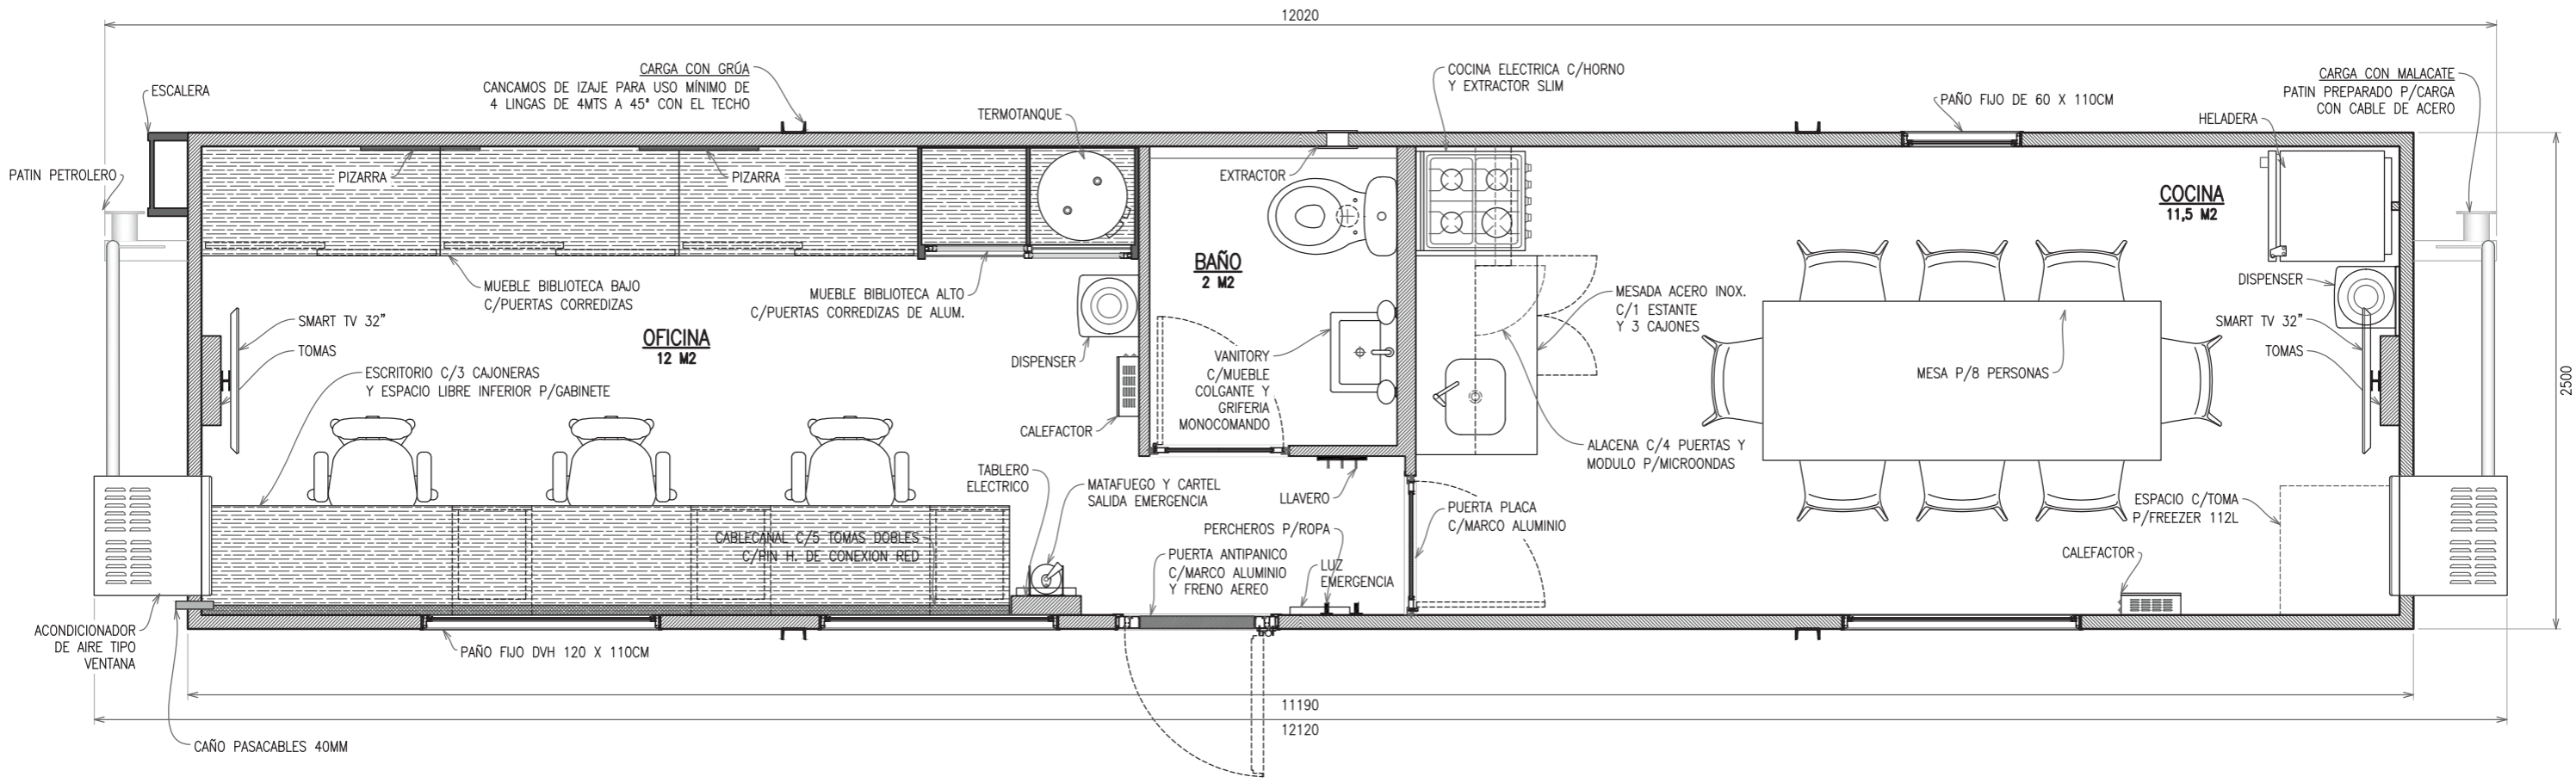 12020
CARGA CON GRÚA
CANCAMOS DE IZAJE PARA USO MÍNIMO DE
4 LINGAS DE 4MTS A 45° CON EL TECHO
ESCALERA
TERMOTANQUE
COCINA ELECTRICA C/HORNO
Y EXTRACTOR SLIM
PAÑO FIJO DE 60 X 110CM
CARGA CON MALACATE
PATIN PREPARADO P/CARGA
CON CABLE DE ACERO
HELADERA
PATIN PETROLERO
PIZARRA
PIZARRA
EXTRACTOR
COCINA
11,5 M2
BAÑO
2 M2
MUEBLE BIBLIOTECA BAJO
C/PUERTAS CORREDIZAS
MUEBLE BIBLIOTECA ALTO
C/PUERTAS CORREDIZAS DE ALUM.
MESADA ACERO INOX.
C/1 ESTANTE
Y 3 CAJONES
DISPENSER
SMART TV 32"
TOMAS
OFICINA
12 M2
DISPENSER
VANITORY
C/MUEBLE
COLGANTE Y
GRIFERIA
MONOCOMANDO
SMART TV 32"
TOMAS
ESCRITORIO C/3 CAJONERAS
Y ESPACIO LIBRE INFERIOR P/GABINETE
MESA P/8 PERSONAS
2500
CALEFACTOR
ALACENA C/4 PUERTAS Y
MODULO P/MICROONDAS
TABLERO
ELECTRICO
MATAFUEGO Y CARTEL
SALIDA EMERGENCIA
LLAVERO
PERCHEROS P/ROPA
PUERTA PLACA
C/MARCO ALUMINIO
ESPACIO C/TOMA
P/FREEZER 112L
CABLECANAL C/5 TOMAS DOBLES
C/PIN H. DE CONEXION RED
PUERTA ANTIPANICO
C/MARCO ALUMINIO
Y FRENO AEREO
LUZ
EMERGENCIA
CALEFACTOR
ACONDICIONADOR
DE AIRE TIPO
VENTANA
PAÑO FIJO DVH 120 X 110CM
11190
12120
CAÑO PASACABLES 40MM